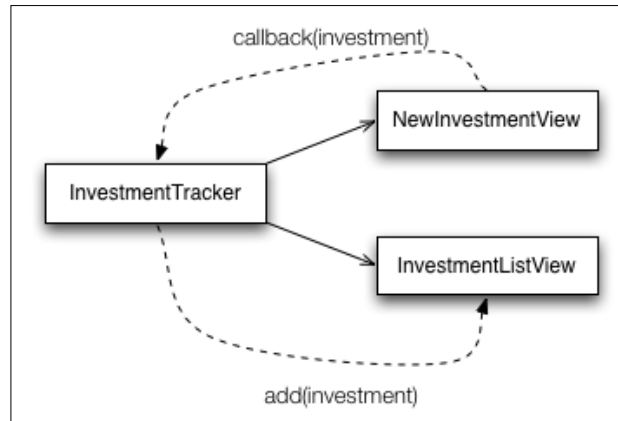 callback(investment)
NewInvestmentView
InvestmentTracker
InvestmentListView
add(investment)